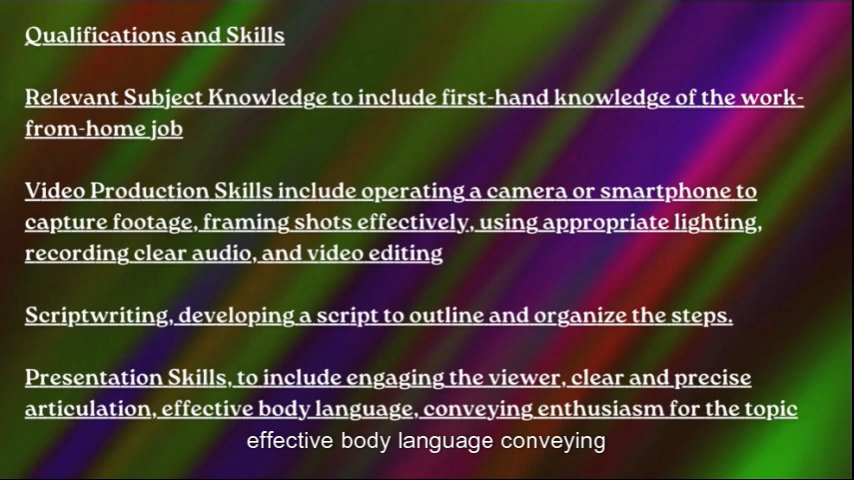 Qualifications and Skills
Relevant Subject Knowledge to include first-hand knowledge of the work-
from-home job
Video Production Skills include operating a camera or smartphone to
capture footage, framing shots effectively, using appropriate lighting,
recording clear audio, and video editing
Scriptwriting, developing a script to outline and organize the steps.
Presentation Skills, to include engaging the viewer, clear and precise
articulation, effective body language, conveying enthusiasm for the topic
effective body language conveying